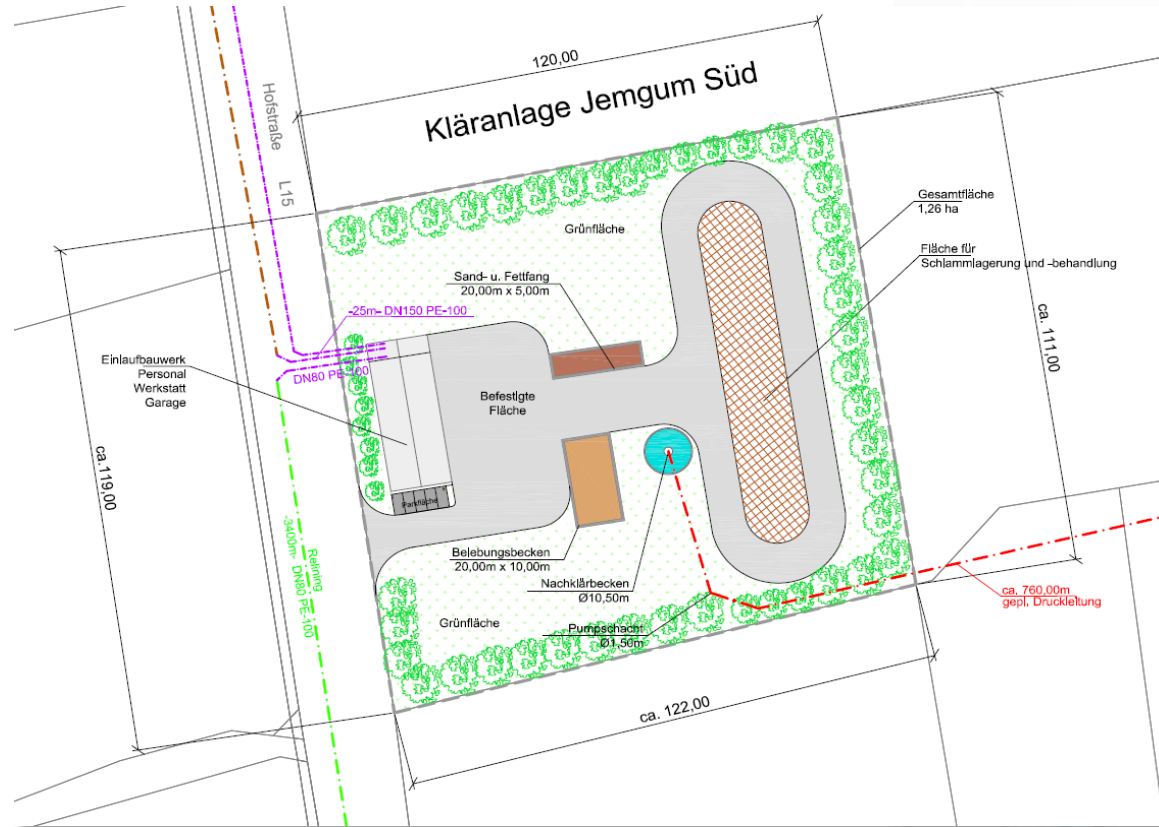 120,00
Kläranlage Jemgum Süd
Hofstraße L15
Gesamtfläche
1,26 ha
Grünfläche
Fläche für
Schlammlagerung und -behandlung
Sand- u. Fettfang
20,00m x 5,00m
-25m- DN150 PE-100
Einlaufbauwerk
Personal
Werkstatt
Garage
DN80 PE-100
Befestigte
Fläche
ca. 111,00
ca.119,00
Parkfläche
Refining
-3400m- DN80 PE-100
Belebungsbecken
20,00m x 10,00m
Nachklärbecken
Ø10,50m
ca. 760,00m
gepl. Druckleitung
Grünfläche
Pumpschacht
Ø1,50m
ca. 122,00